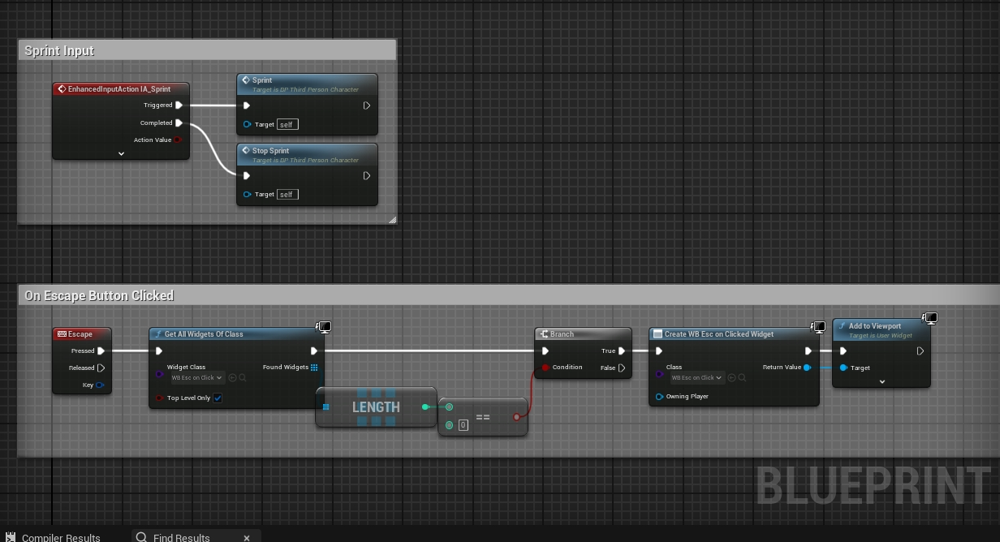 Sprint Input
EnhancedInputAction IA_Sprint
Triggered
Completed
Action Value
Sprint
Target is DP Third Person Character
Target self
Stop Sprint
Target is DP Third Person Character
Target self
On Escape Button Clicked
Escape
Pressed
Released
Key
Get All Widgets Of Class
Widget Class
Found Widgets
WB Esc on Click
Top Level Only
LENGTH
0
==
Branch
True
Condition
False
Create WB Esc on Clicked Widget
Class
Return Value
WB Esc on Click
Owning Player
Add to Viewport
Target is User Widget
Target
BLUEPRINT
Compiler Results
Find Results